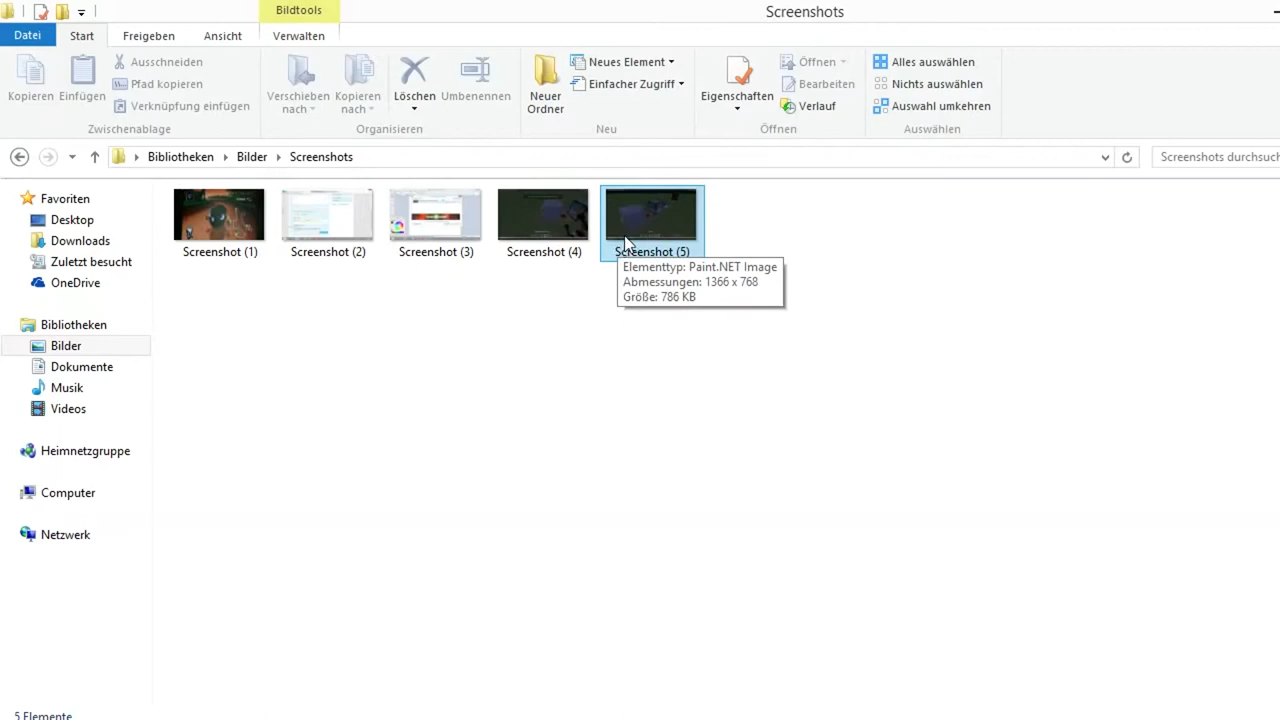 Bildtools
Screenshots
Datei
Start
Freigeben
Ansicht
Verwalten
Kopieren
Einfügen
Ausschneiden
Pfad kopieren
Verknüpfung einfügen
Zwischenablage
Verschieben nach
Kopieren nach
Löschen
Umbenennen
Organisieren
Neuer Ordner
Neues Element
Einfacher Zugriff
Neu
Eigenschaften
Öffnen
Bearbeiten
Verlauf
Öffnen
Alles auswählen
Nichts auswählen
Auswahl umkehren
Auswählen
Bibliotheken
Bilder
Screenshots
Screenshots durchsuch
Favoriten
Desktop
Downloads
Zuletzt besucht
OneDrive
Bibliotheken
Bilder
Dokumente
Musik
Videos
Heimnetzgruppe
Computer
Netzwerk
Screenshot (1)
Screenshot (2)
Screenshot (3)
Screenshot (4)
Screenshot (5)
Elementtyp: Paint.NET Image
Abmessungen: 1366 x 768
Größe: 786 KB
5 Elemente